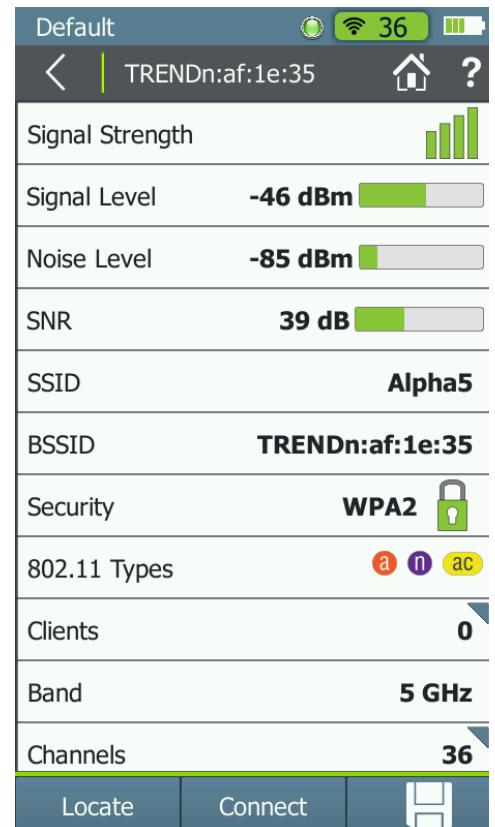 Default 36
TRENDn:af:1e:35 ?
Signal Strength
Signal Level -46 dBm
Noise Level -85 dBm
SNR 39 dB
SSID Alpha5
BSSID TRENDn:af:1e:35
Security WPA2
802.11 Types a n ac
Clients 0
Band 5 GHz
Channels 36
Locate Connect